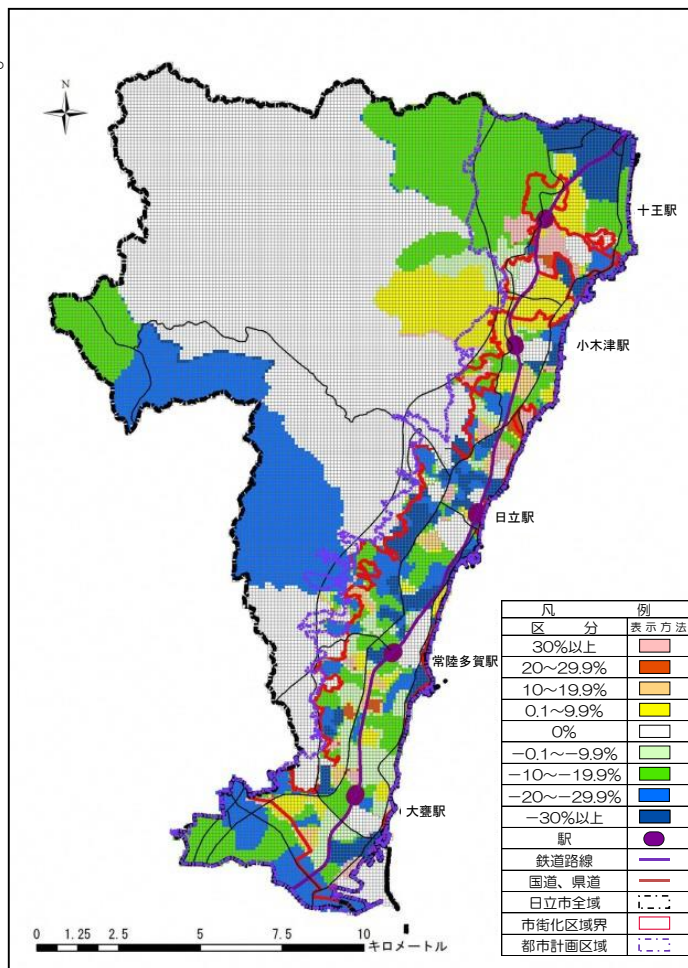 。
N
十王駅
小木津駅
日立駅
常陸多賀駅
大甕駅
凡 例
区 分 表示方法
30%以上
20～29.9%
10～19.9%
0.1～9.9%
0%
－0.1～－9.9%
－10～－19.9%
－20～－29.9%
－30%以上
駅
鉄道路線
国道、県道
日立市全域
市街化区域界
都市計画区域
0 1.25 2.5 5 7.5 10
キロメートル